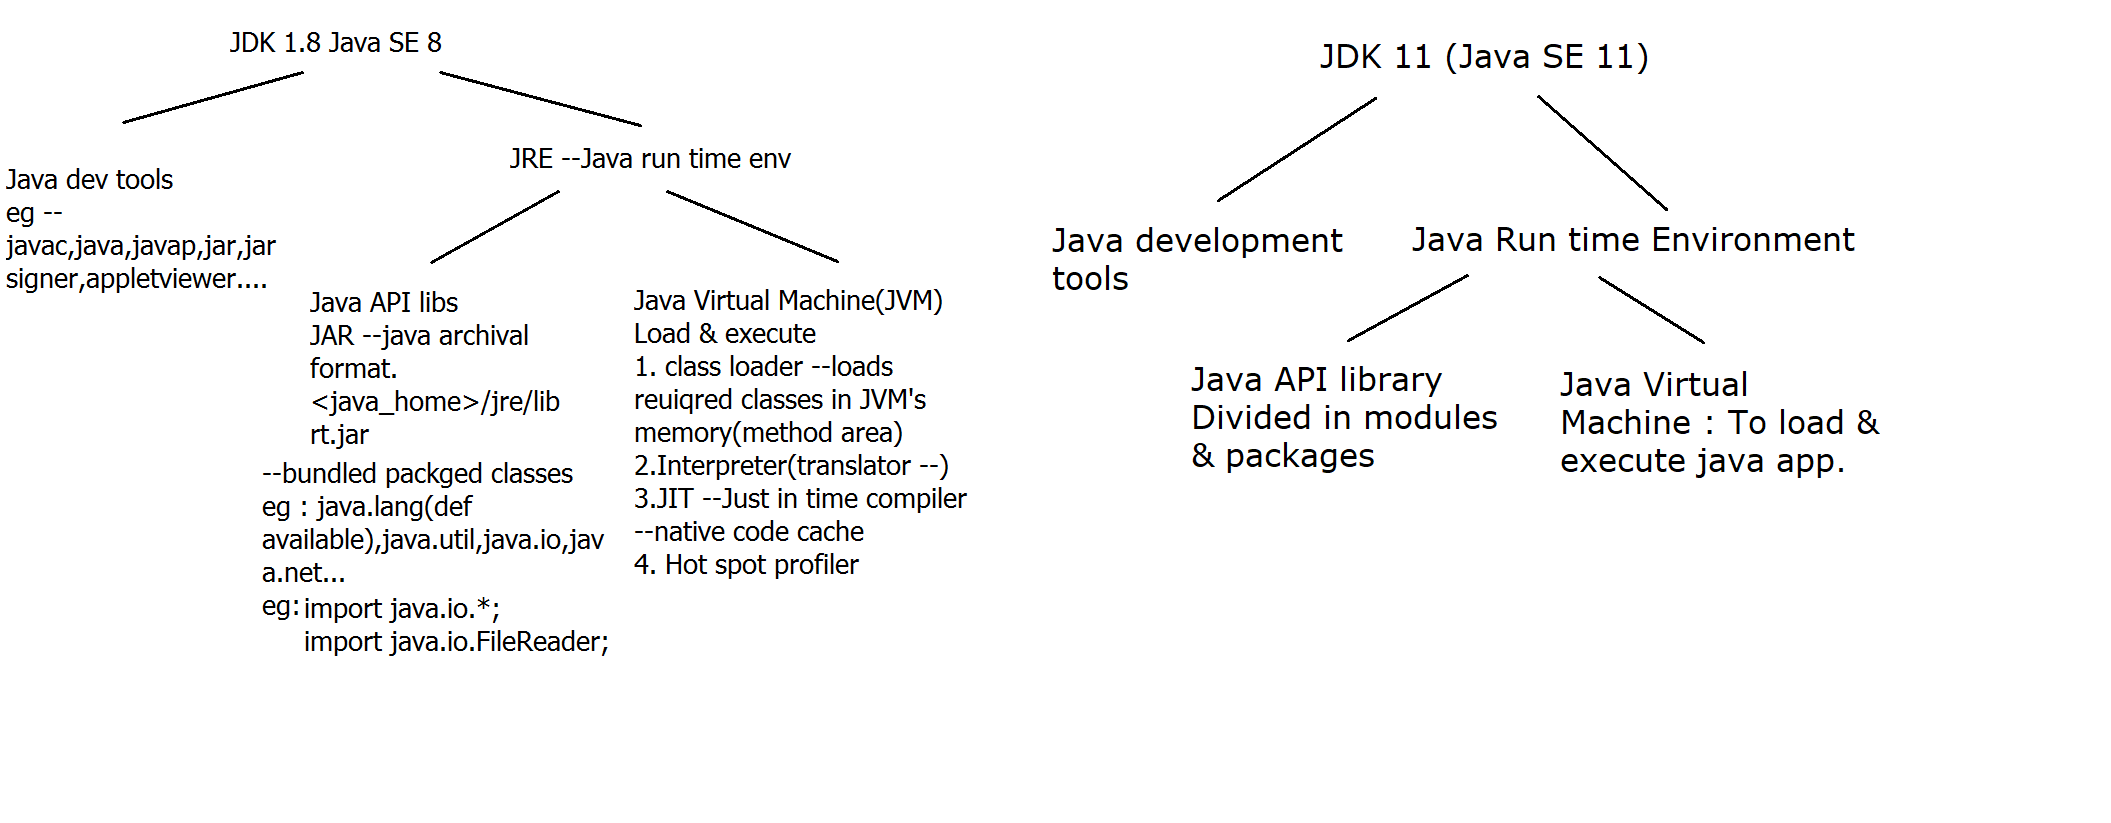 JDK 1.8 Java SE 8
Java dev tools
eg --
javac,java,javap,jar,jar
signer,appletviewer....
JRE --Java run time env
Java API libs
JAR --java archival
format.
<java_home>/jre/lib
rt.jar
--bundled packged classes
eg : java.lang(def
available),java.util,java.io,jav
a.net...
eg: import java.io.*;
import java.io.FileReader;
Java Virtual Machine(JVM)
Load & execute
1. class loader --loads
reuiqred classes in JVM's
memory(method area)
2.Interpreter(translator --)
3.JIT --Just in time compiler
--native code cache
4. Hot spot profiler
JDK 11 (Java SE 11)
Java development
tools
Java Run time Environment
Java API library
Divided in modules
& packages
Java Virtual
Machine : To load &
execute java app.